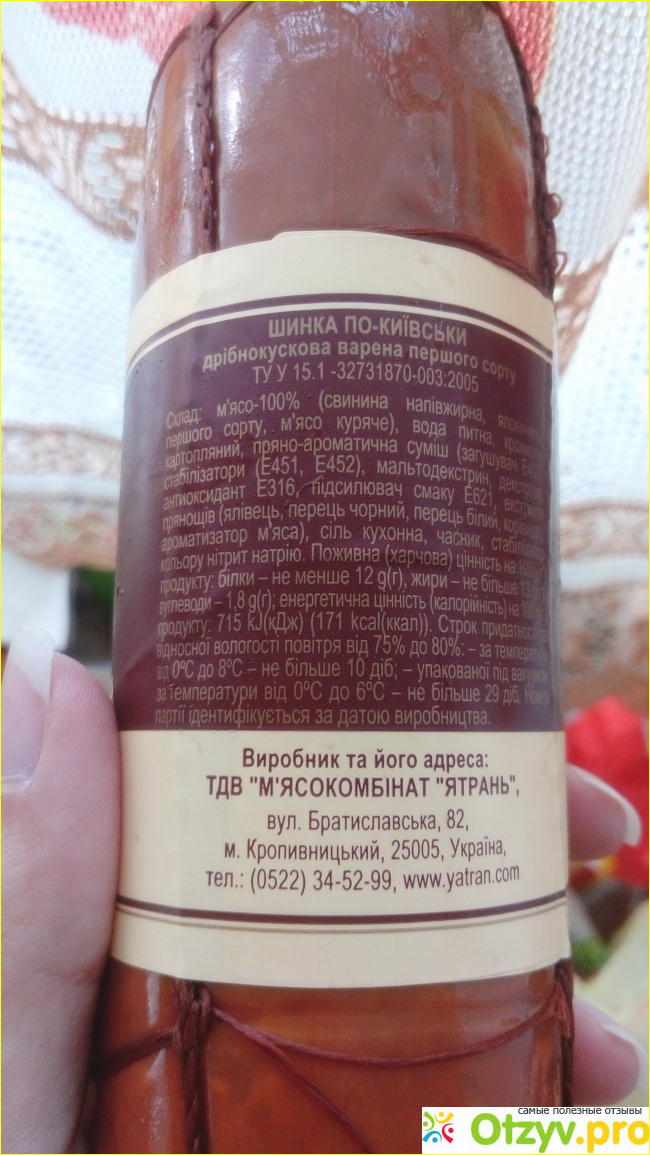 ШИНКА ПО-КИЇВСЬКИ
дрібнокускова варена першого сорту
ТУ У 15.1 -32731870-003:2005
Склад: м'ясо-100% (свинина напівжирна,
першого сорту, м'ясо куряче), вода питна,
картопляний, пряно-ароматична суміш (загущувач
стабілізатори (Е451, Е452), мальтодекстрин, декстроза,
антиоксидант Е316, підсилювач смаку Е621,
прянощів (ялівець, перець чорний, перець білий,
ароматизатор м'яса), сіль кухонна, часник,
кольору нітрит натрію. Поживна (харчова) цінність на
продукту: білки – не менше 12 g(г), жири – не більше
вуглеводи – 1,8 g(г); енергетична цінність (калорійність) на
продукту: 715 kJ(кДж) (171 kcal(ккал)). Строк придатності
відносної вологості повітря від 75% до 80%: – за температури
від 0ºС до 8ºС – не більше 10 діб; – упакованої під
за температури від 0ºС до 6ºС – не більше 29 діб. Номер
партії ідентифікується за датою виробництва.
Виробник та його адреса:
ТДВ "М'ЯСОКОМБІНАТ "ЯТРАНЬ",
вул. Братиславська, 82,
м. Кропивницький, 25005, Україна,
тел.: (0522) 34-52-99, www.yatran.com
самые полезные отзывы
Otzyv.pro